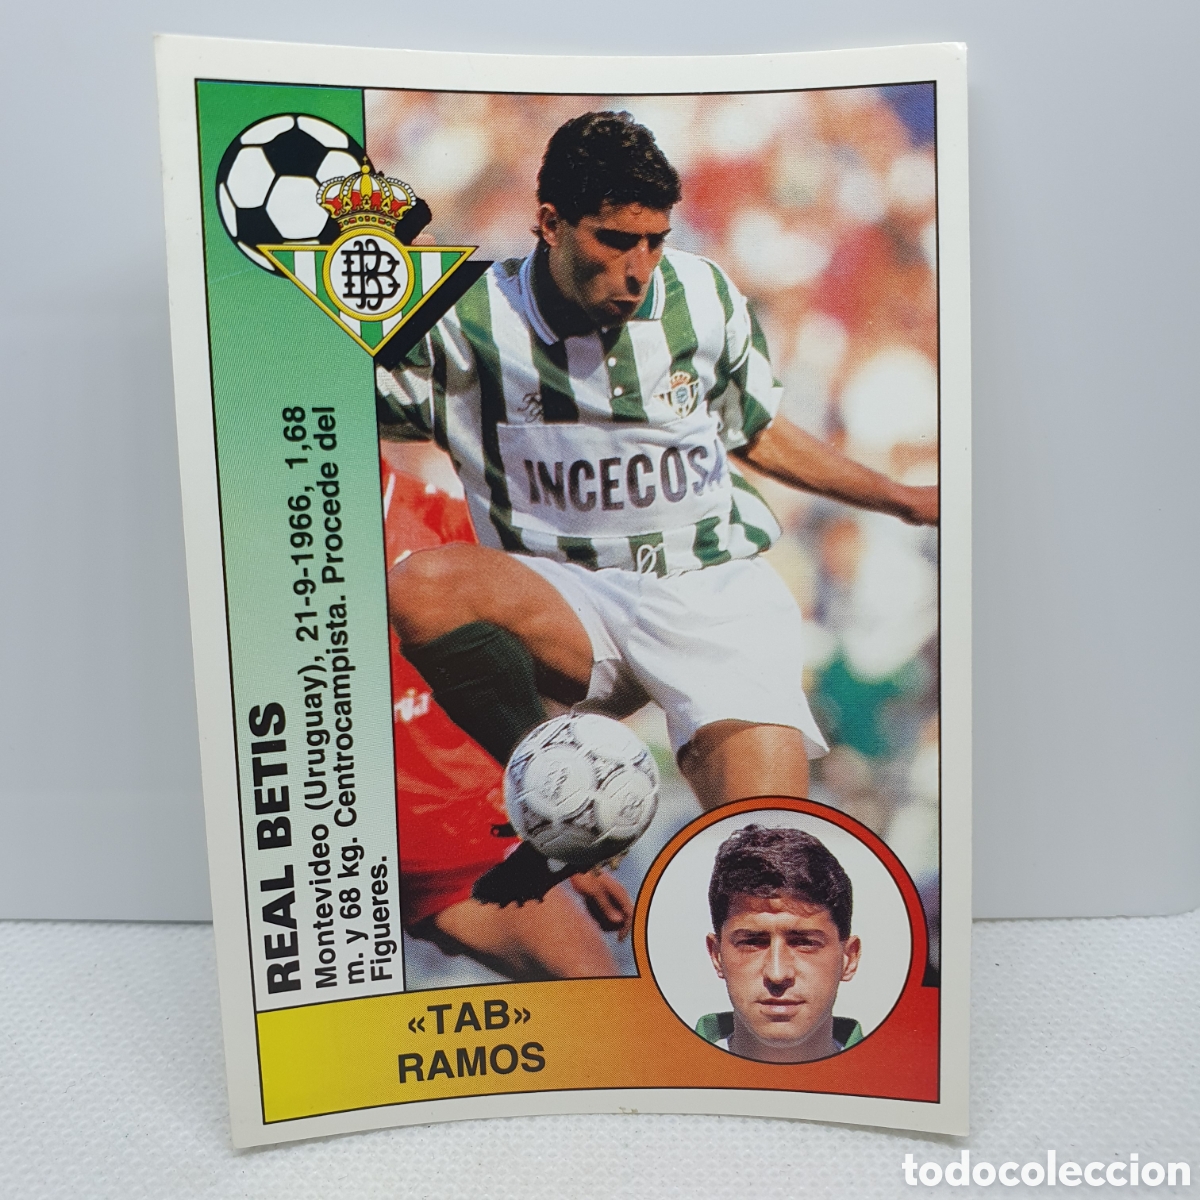 REAL BETIS
Montevideo (Uruguay), 21-9-1966, 1,68
m. y 68 kg. Centrocampista. Procede del
Figueres.
INCECOSA
«TAB»
RAMOS
todocoleccion